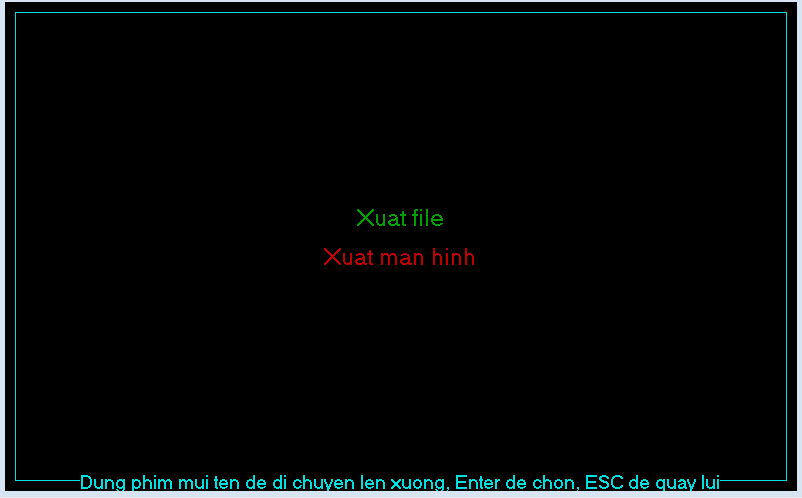 Xuat file
Xuat man hinh
Dung phim mui ten de di chuyen len xuong, Enter de chon, ESC de quay lui